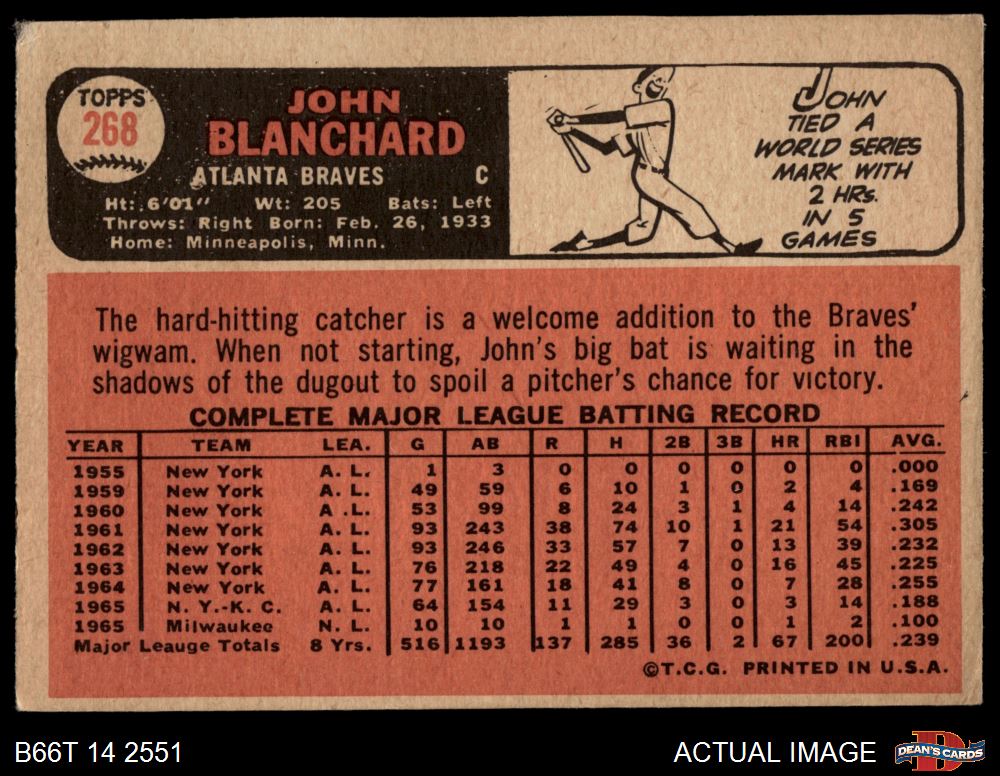 TOPPS
268
JOHN
BLANCHARD
ATLANTA BRAVES C
Ht: 6'01" Wt: 205 Bats: Left
Throws: Right Born: Feb. 26, 1933
Home: Minneapolis, Minn.
JOHN
TIED A
WORLD SERIES
MARK WITH
2 HRs.
IN 5
GAMES
The hard-hitting catcher is a welcome addition to the Braves'
wigwam. When not starting, John's big bat is waiting in the
shadows of the dugout to spoil a pitcher's chance for victory.
COMPLETE MAJOR LEAGUE BATTING RECORD
YEAR TEAM LEA. G AB R H 2B 3B HR RBI AVG.
1955 New York A. L. 1 3 0 0 0 0 0 0 .000
1959 New York A. L. 49 59 6 10 1 0 2 4 .169
1960 New York A .L. 53 99 8 24 3 1 4 14 .242
1961 New York A. L. 93 243 38 74 10 1 21 54 .305
1962 New York A. L. 93 246 33 57 7 0 13 39 .232
1963 New York A. L. 76 218 22 49 4 0 16 45 .225
1964 New York A. L. 77 161 18 41 8 0 7 28 .255
1965 N. Y.-K. C. A. L. 64 154 11 29 3 0 3 14 .188
1965 Milwaukee N. L. 10 10 1 1 0 0 1 2 .100
Major Leauge Totals 8 Yrs. 516 1193 137 285 36 2 67 200 .239
©T.C.G. PRINTED IN U.S.A.
B66T 14 2551 ACTUAL IMAGE DEAN'S CARDS